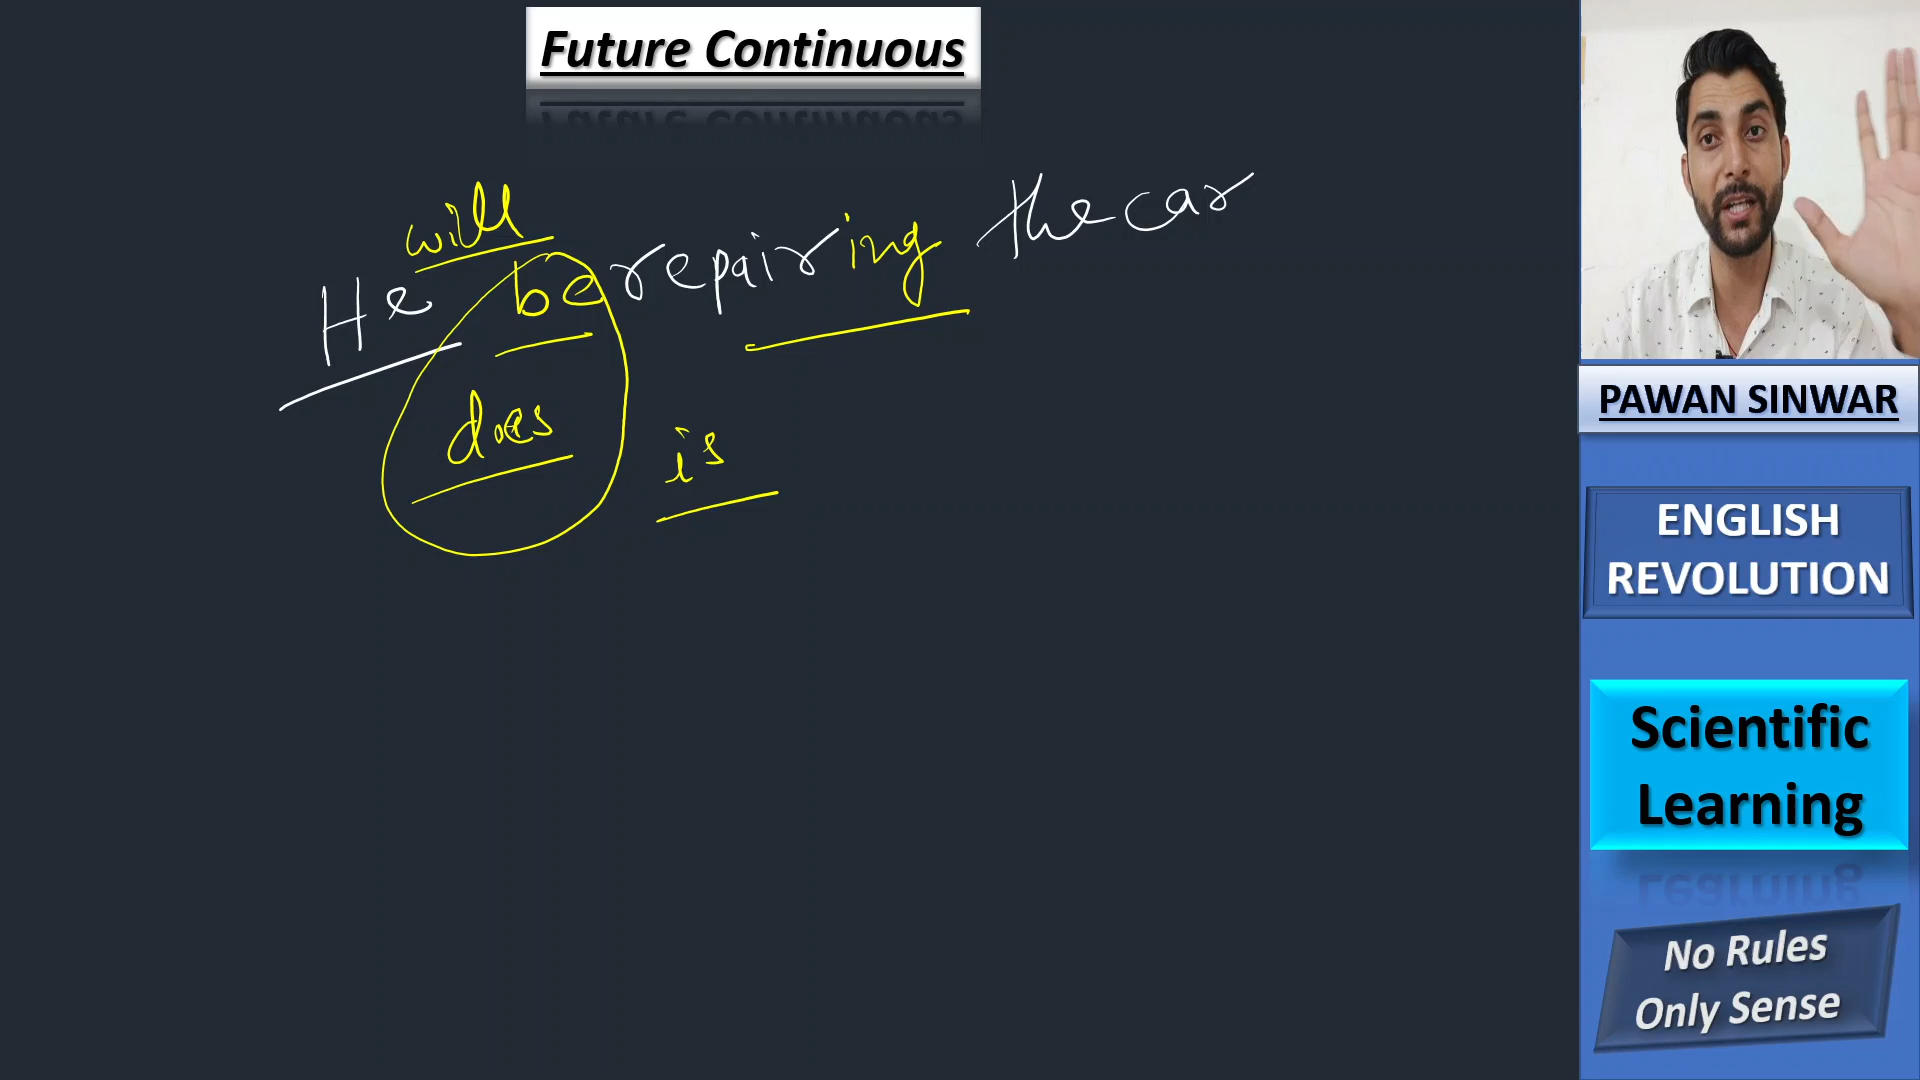 Future Continuous
He will be repairing the car
does is
PAWAN SINWAR
ENGLISH
REVOLUTION
Scientific
Learning
No Rules
Only Sense